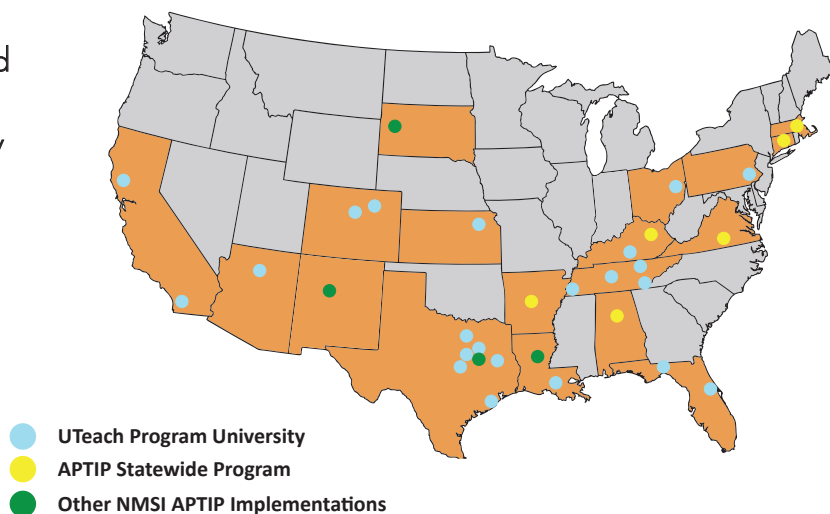 d
y
UTeach Program University
APTIP Statewide Program
Other NMSI APTIP Implementations